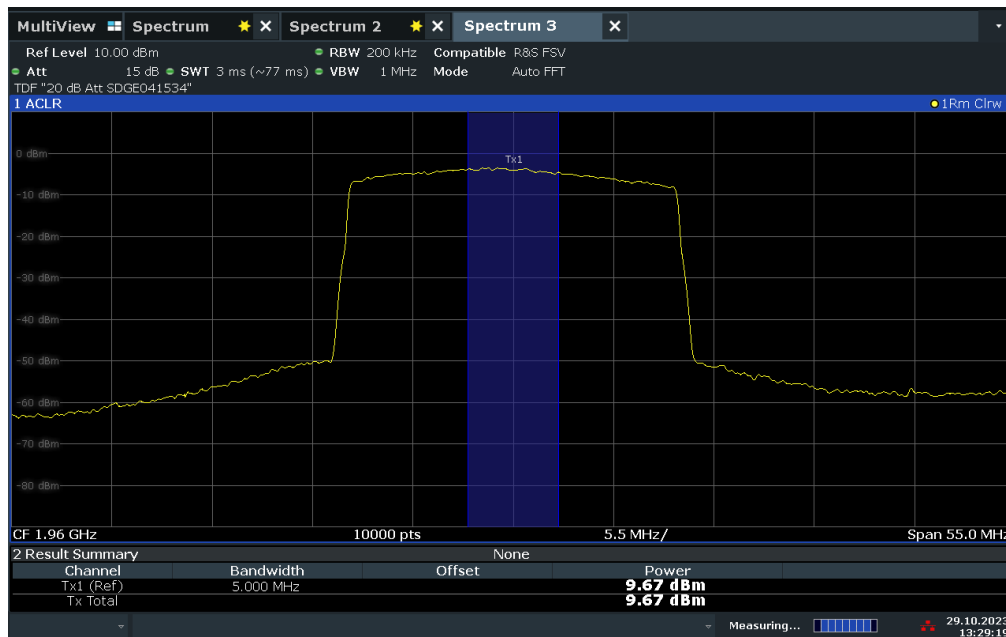 MultiView Spectrum Spectrum 2 Spectrum 3
Ref Level 10.00 dBm RBW 200 kHz Compatible R&S FSV
Att 15 dB SWT 3 ms (~77 ms) VBW 1 MHz Mode Auto FFT
TDF "20 dB Att SDGE041534"
1 ACLR 1Rm Clrw
0 dBm
Tx1
-10 dBm
-20 dBm
-30 dBm
-40 dBm
-50 dBm
-60 dBm
-70 dBm
-80 dBm
CF 1.96 GHz 10000 pts 5.5 MHz/ Span 55.0 MHz
2 Result Summary None
Channel Bandwidth Offset Power
Tx1 (Ref) 5.000 MHz 9.67 dBm
Tx Total 9.67 dBm
Measuring... 29.10.202
13:29:19